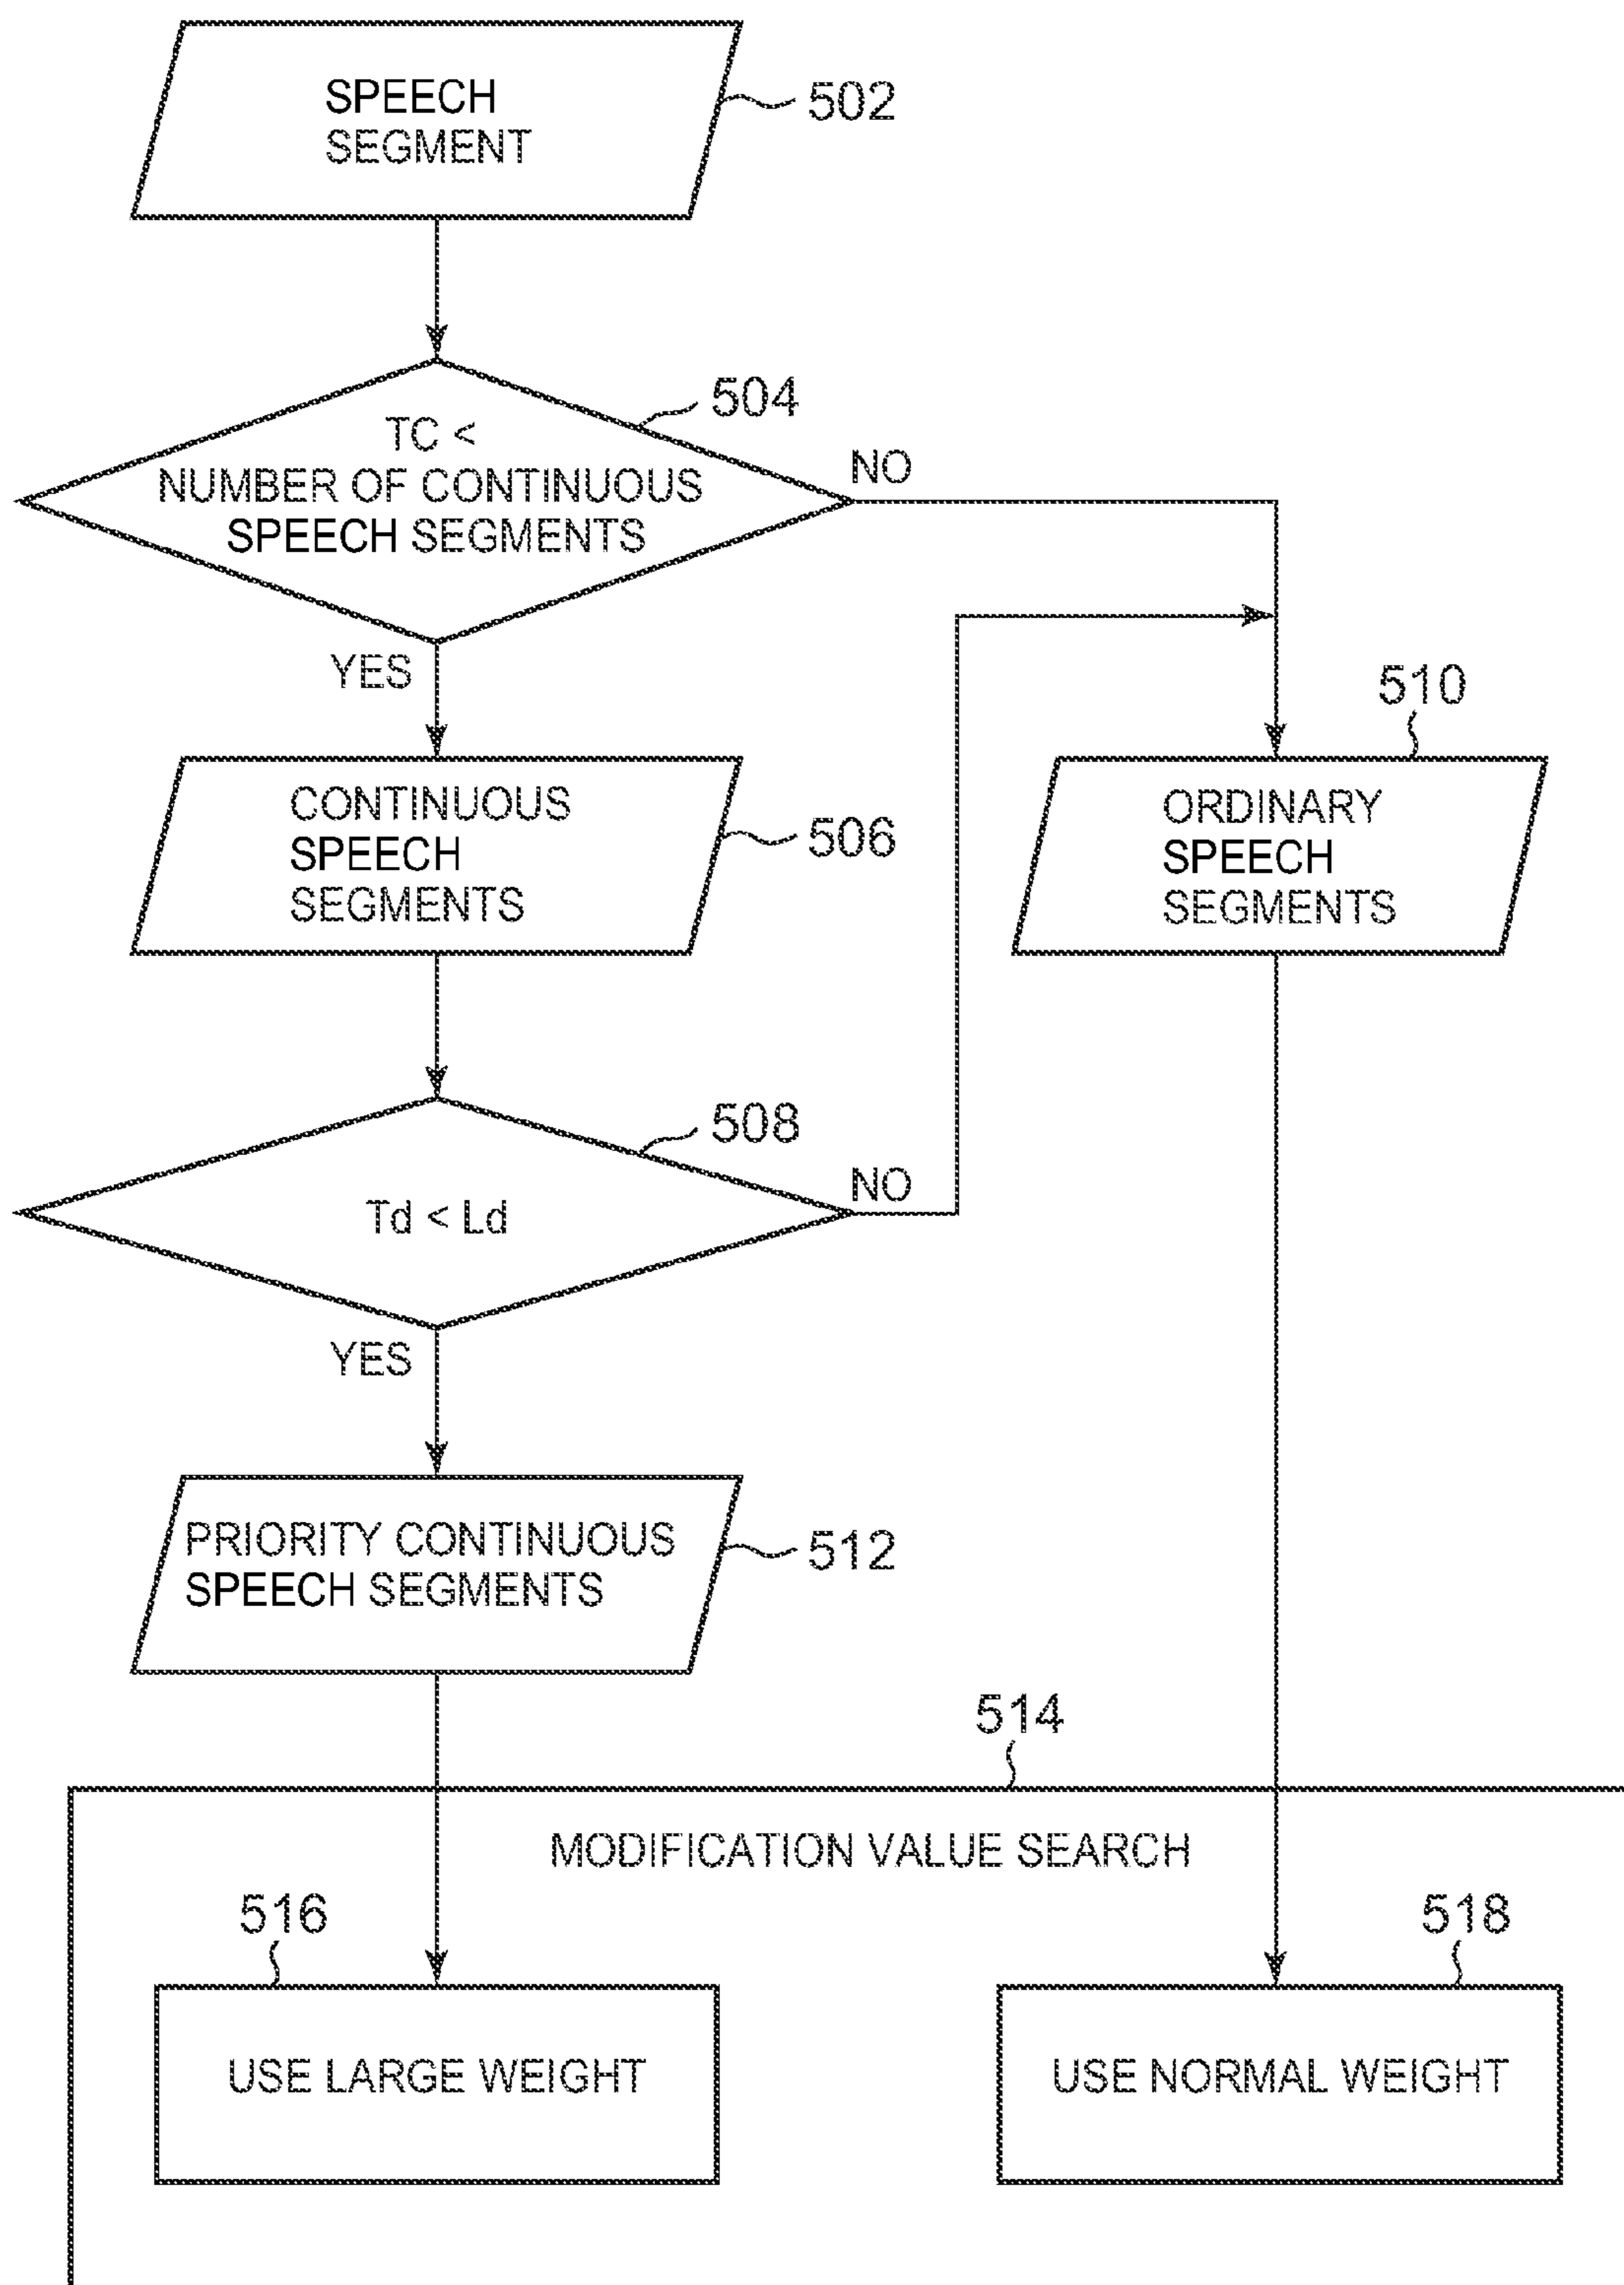 SPEECH
SEGMENT
502
TC <
NUMBER OF CONTINUOUS
SPEECH SEGMENTS
504
NO
YES
CONTINUOUS
SPEECH
SEGMENTS
506
510
ORDINARY
SPEECH
SEGMENTS
Td < Ld
508
NO
YES
PRIORITY CONTINUOUS
SPEECH SEGMENTS
512
514
MODIFICATION VALUE SEARCH
516
USE LARGE WEIGHT
518
USE NORMAL WEIGHT